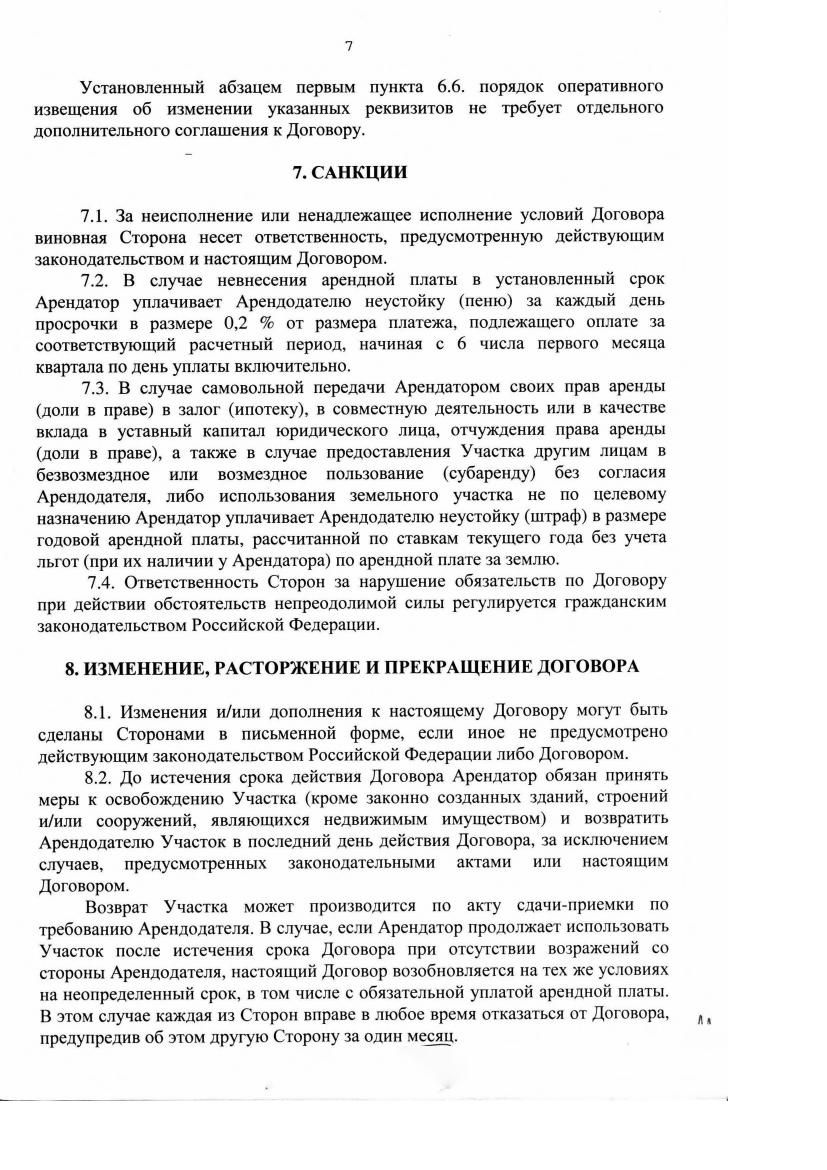 7
Установленный абзацем первым пункта 6.6. порядок оперативного
извещения об изменении указанных реквизитов не требует отдельного
дополнительного соглашения к Договору.
7. САНКЦИИ
7.1. За неисполнение или ненадлежащее исполнение условий Договора
виновная Сторона несет ответственность, предусмотренную действующим
законодательством и настоящим Договором.
7.2. В случае невнесения арендной платы в установленный срок
Арендатор уплачивает Арендодателю неустойку (пеню) за каждый день
просрочки в размере 0,2 % от размера платежа, подлежащего оплате за
соответствующий расчетный период, начиная с 6 числа первого месяца
квартала по день уплаты включительно.
7.3. В случае самовольной передачи Арендатором своих прав аренды
(доли в праве) в залог (ипотеку), в совместную деятельность или в качестве
вклада в уставный капитал юридического лица, отчуждения права аренды
(доли в праве), а также в случае предоставления Участка другим лицам в
безвозмездное или возмездное пользование (субаренду) без согласия
Арендодателя, либо использования земельного участка не по целевому
назначению Арендатор уплачивает Арендодателю неустойку (штраф) в размере
годовой арендной платы, рассчитанной по ставкам текущего года без учета
льгот (при их наличии у Арендатора) по арендной плате за землю.
7.4. Ответственность Сторон за нарушение обязательств по Договору
при действии обстоятельств непреодолимой силы регулируется гражданским
законодательством Российской Федерации.
8. ИЗМЕНЕНИЕ, РАСТОРЖЕНИЕ И ПРЕКРАЩЕНИЕ ДОГОВОРА
8.1. Изменения и/или дополнения к настоящему Договору могут быть
сделаны Сторонами в письменной форме, если иное не предусмотрено
действующим законодательством Российской Федерации либо Договором.
8.2. До истечения срока действия Договора Арендатор обязан принять
меры к освобождению Участка (кроме законно созданных зданий, строений
и/или сооружений, являющихся недвижимым имуществом) и возвратить
Арендодателю Участок в последний день действия Договора, за исключением
случаев, предусмотренных законодательными актами или настоящим
Договором.
Возврат Участка может производится по акту сдачи-приемки по
требованию Арендодателя. В случае, если Арендатор продолжает использовать
Участок после истечения срока Договора при отсутствии возражений со
стороны Арендодателя, настоящий Договор возобновляется на тех же условиях
на неопределенный срок, в том числе с обязательной уплатой арендной платы.
В этом случае каждая из Сторон вправе в любое время отказаться от Договора,
предупредив об этом другую Сторону за один месяц.